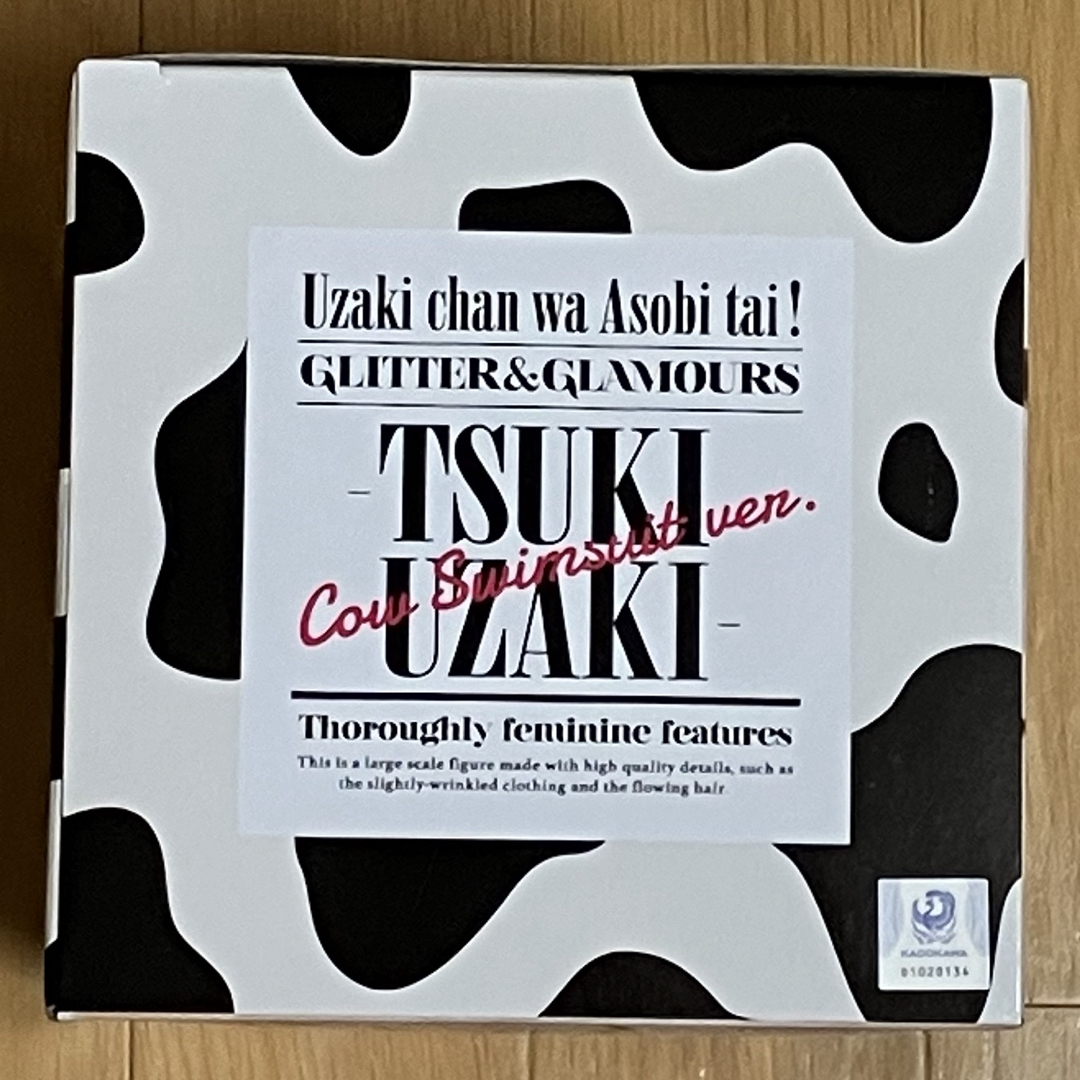 Uzaki chan wa Asobi tai!
GLITTER&GLAMOURS
-TSUKI
Cow Swimsuit ver.
UZAKI-
Thoroughly feminine features
This is a large scale figure made with high quality details, such as
the slightly-wrinkled clothing and the flowing hair.
KADOKAWA
01020134